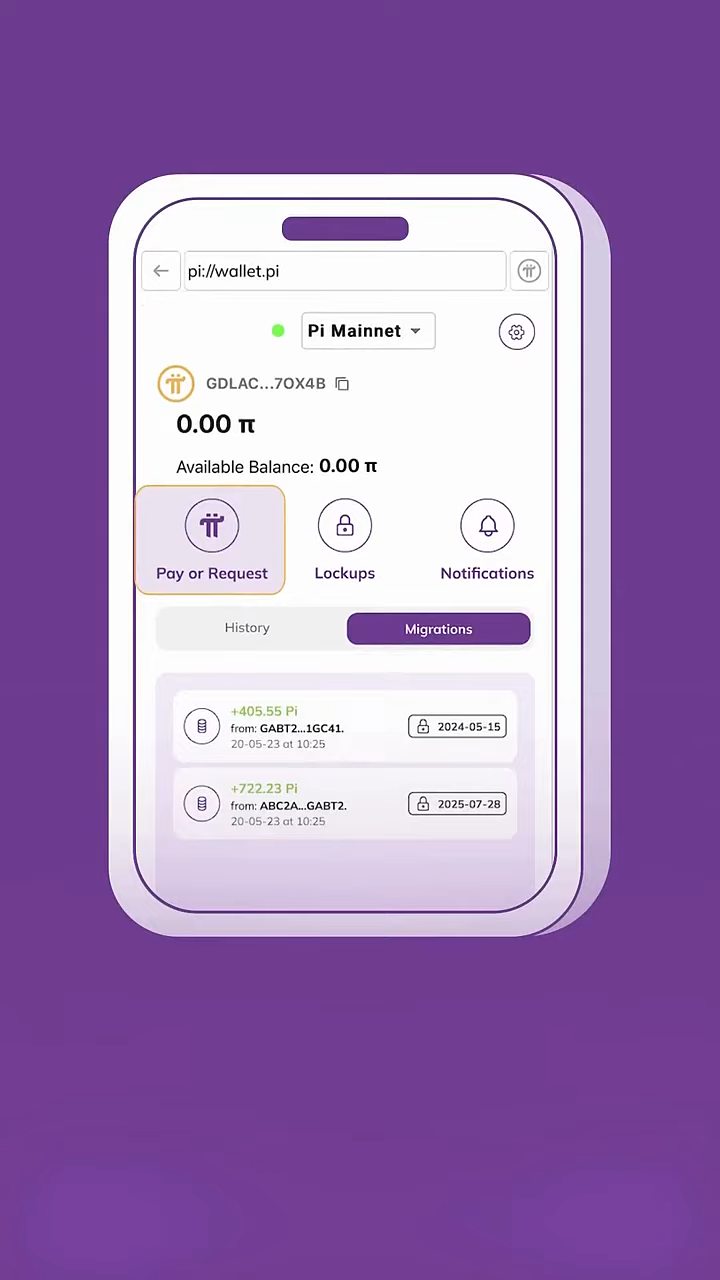 pi://wallet.pi
Pi Mainnet
GDLAC...7OX4B
0.00 π
Available Balance: 0.00 π
Pay or Request
Lockups
Notifications
History
Migrations
+405.55 Pi
from: GABT2...1GC41.
20-05-23 at 10:25
2024-05-15
+722.23 Pi
from: ABC2A...GABT2.
20-05-23 at 10:25
2025-07-28